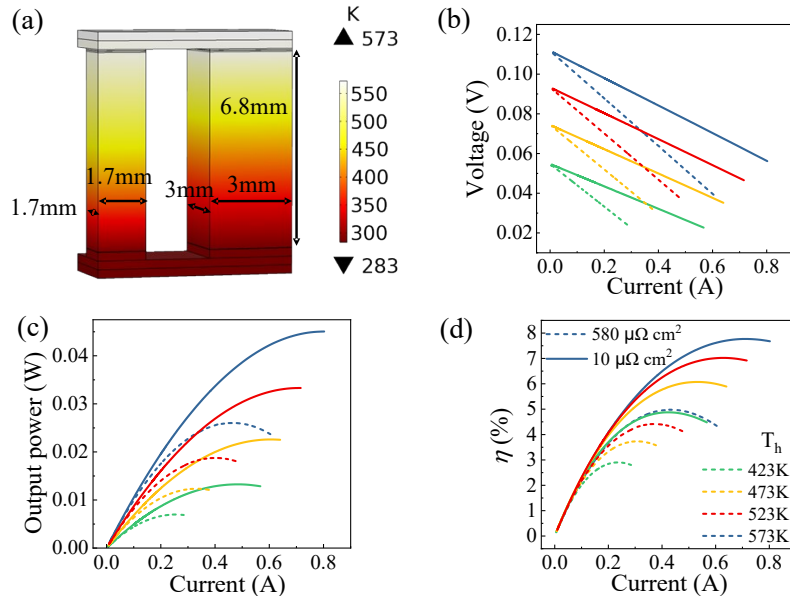 (a)
K
573
550
500
450
400
350
300
283
6.8mm
1.7mm
3mm
3mm
1.7mm
(b)
Voltage (V)
0.12
0.10
0.08
0.06
0.04
0.02
0.0 0.2 0.4 0.6 0.8
Current (A)
(c)
Output power (W)
0.04
0.03
0.02
0.01
0.00
0.0 0.2 0.4 0.6 0.8
Current (A)
(d)
η (%)
8
7
6
5
4
3
2
1
0
580 μΩ cm²
10 μΩ cm²
Tₕ
423K
473K
523K
573K
0.0 0.2 0.4 0.6 0.8
Current (A)